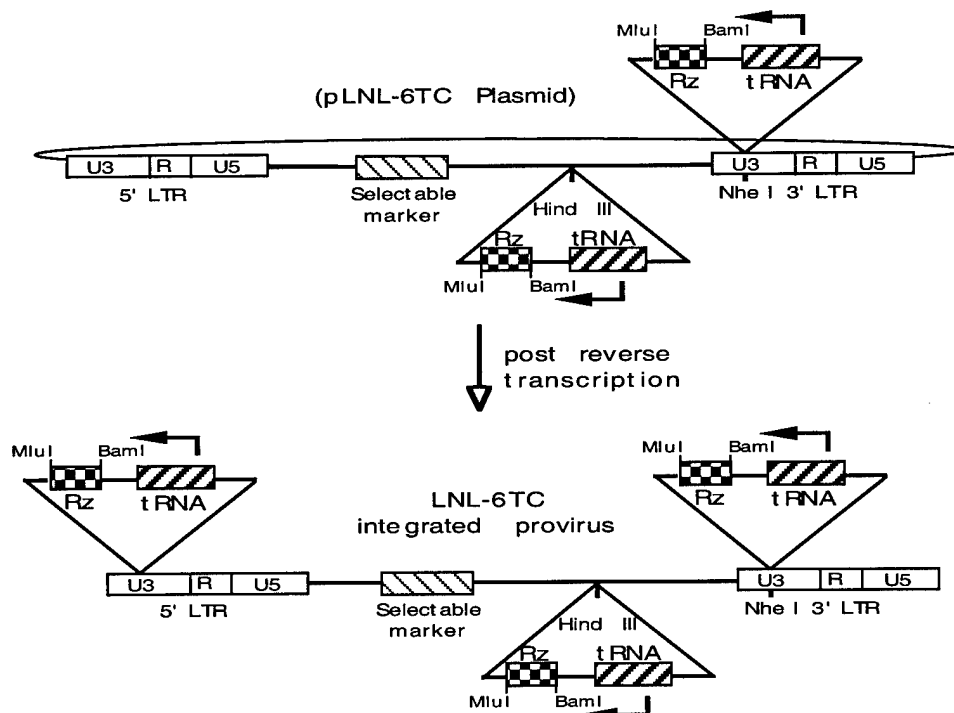 MluI BamI
Rz tRNA
(pLNL-6TC Plasmid)
U3 R U5
5' LTR
Selectable
marker
U3 R U5
Nhe I 3' LTR
Hind III
Rz tRNA
MluI BamI
post reverse
transcription
MluI BamI
Rz tRNA
MluI BamI
Rz tRNA
LNL-6TC
integrated provirus
U3 R U5
5' LTR
Selectable
marker
U3 R U5
Nhe I 3' LTR
Hind III
Rz tRNA
MluI BamI